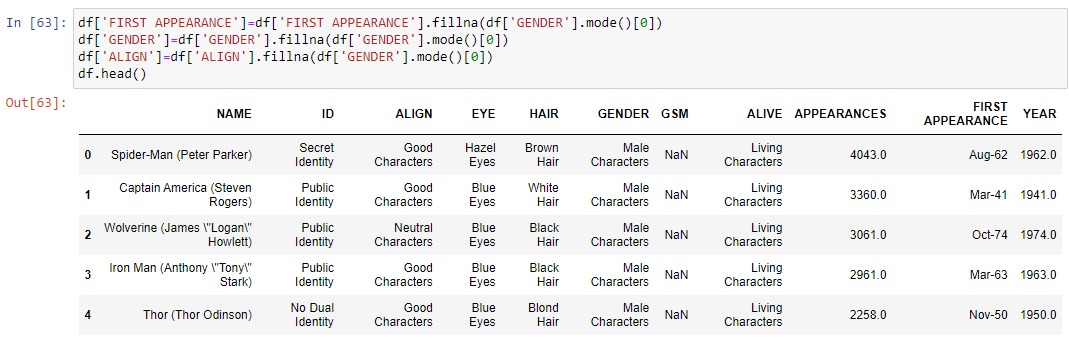 In [63]: df['FIRST APPEARANCE']=df['FIRST APPEARANCE'].fillna(df['GENDER'].mode()[0])
df['GENDER']=df['GENDER'].fillna(df['GENDER'].mode()[0])
df['ALIGN']=df['ALIGN'].fillna(df['GENDER'].mode()[0])
df.head()
Out[63]:
NAME ID ALIGN EYE HAIR GENDER GSM ALIVE APPEARANCES FIRST APPEARANCE YEAR
0 Spider-Man (Peter Parker) Secret Identity Good Characters Hazel Eyes Brown Hair Male Characters NaN Living Characters 4043.0 Aug-62 1962.0
1 Captain America (Steven Rogers) Public Identity Good Characters Blue Eyes White Hair Male Characters NaN Living Characters 3360.0 Mar-41 1941.0
2 Wolverine (James \"Logan\" Howlett) Public Identity Neutral Characters Blue Eyes Black Hair Male Characters NaN Living Characters 3061.0 Oct-74 1974.0
3 Iron Man (Anthony \"Tony\" Stark) Public Identity Good Characters Blue Eyes Black Hair Male Characters NaN Living Characters 2961.0 Mar-63 1963.0
4 Thor (Thor Odinson) No Dual Identity Good Characters Blue Eyes Blond Hair Male Characters NaN Living Characters 2258.0 Nov-50 1950.0